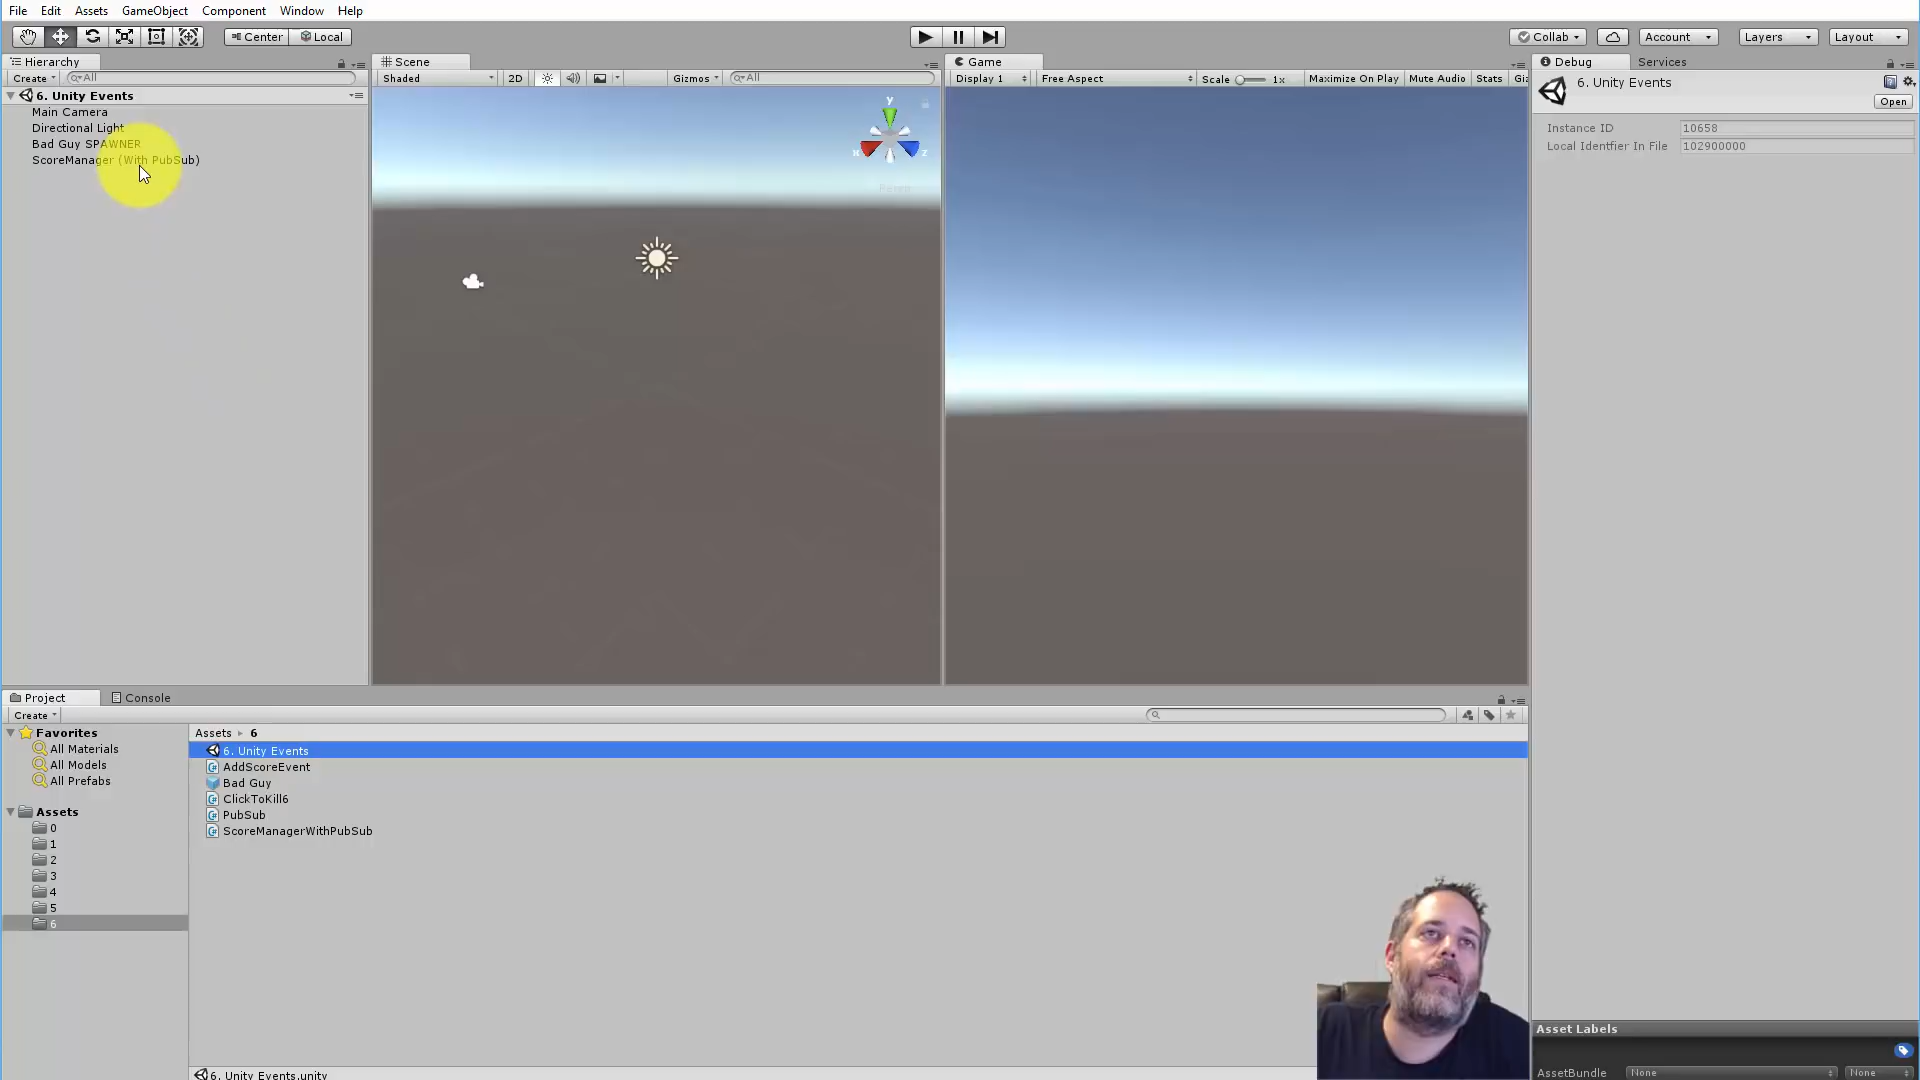 File Edit Assets GameObject Component Window Help
Center Local Collab Account Layers Layout
Hierarchy Scene Game Debug Services
Create All Shaded 2D Gizmos All Display 1 Free Aspect Scale 1x Maximize On Play Mute Audio Stats Gi
6. Unity Events
Main Camera
Directional Light
Bad Guy SPAWNER
ScoreManager (With PubSub)
y
x
z
Persp
6. Unity Events
Open
Instance ID 10658
Local Identfier In File 102900000
Project Console
Create
Favorites
All Materials
All Models
All Prefabs
Assets
0
1
2
3
4
5
6
Assets 6
6. Unity Events
AddScoreEvent
Bad Guy
ClickToKill6
PubSub
ScoreManagerWithPubSub
6. Unity Events.unity
Asset Labels
AssetBundle None None